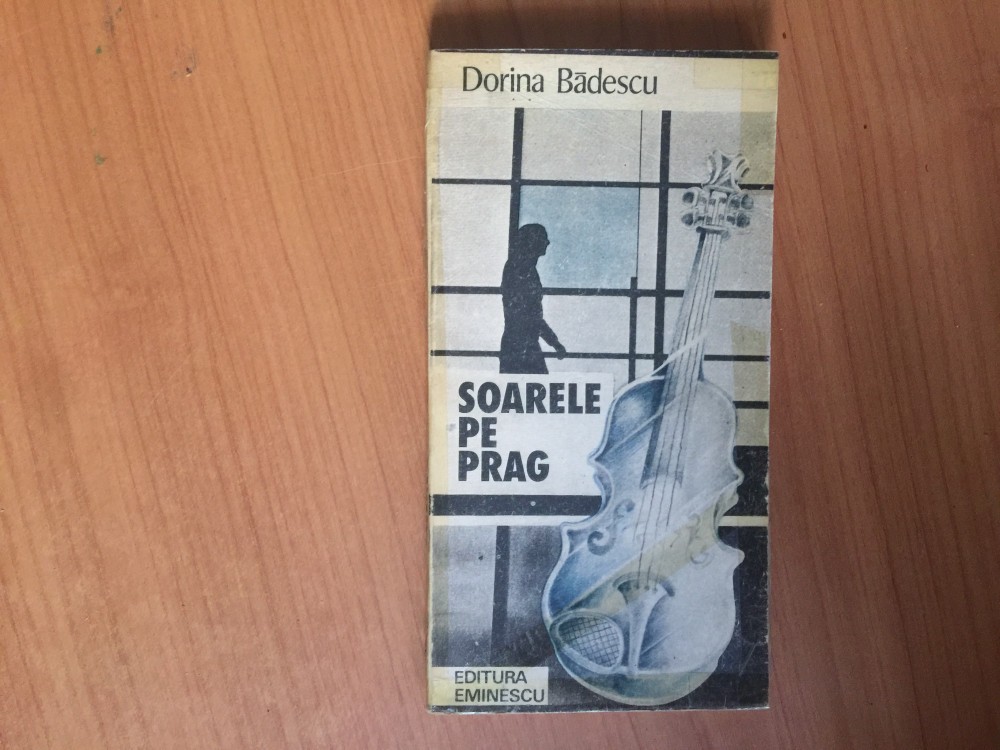 Dorina Bădescu
SOARELE
PE
PRAG
EDITURA
EMINESCU